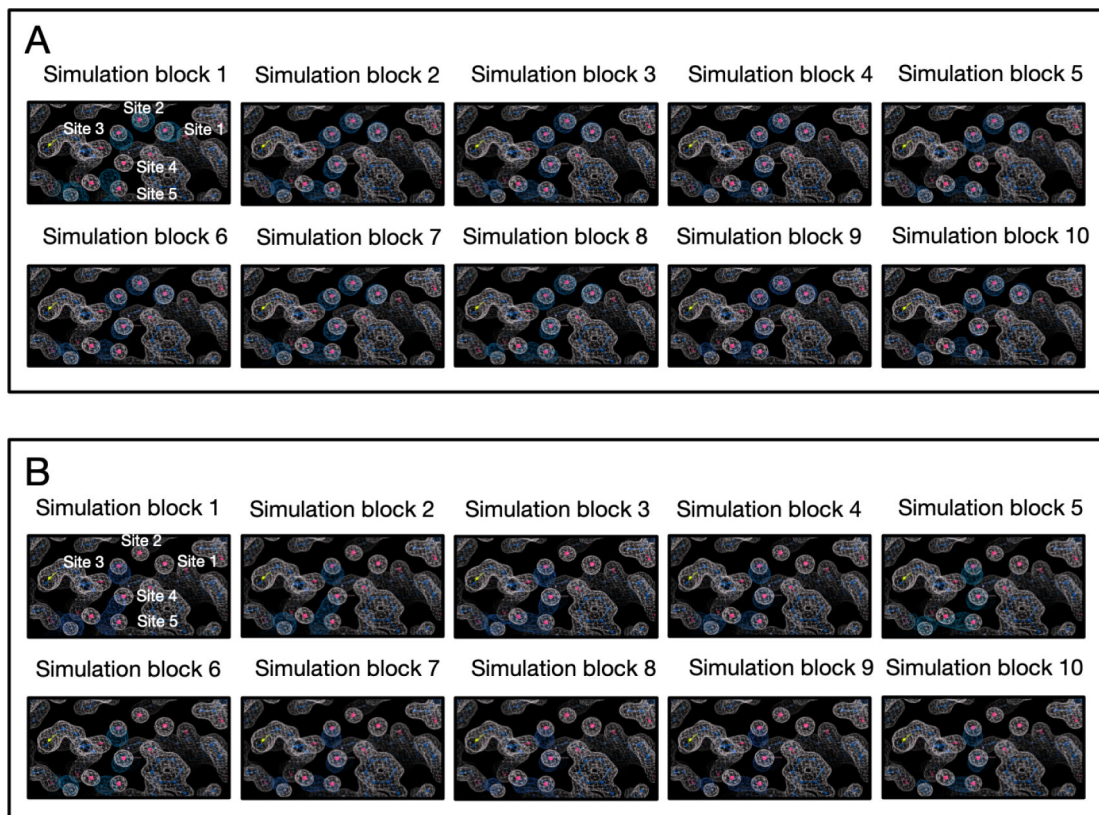 A
Simulation block 1 Simulation block 2 Simulation block 3 Simulation block 4 Simulation block 5
Site 2
Site 3 Site 1
Site 4
Site 5
Simulation block 6 Simulation block 7 Simulation block 8 Simulation block 9 Simulation block 10
B
Simulation block 1 Simulation block 2 Simulation block 3 Simulation block 4 Simulation block 5
Site 2
Site 3 Site 1
Site 4
Site 5
Simulation block 6 Simulation block 7 Simulation block 8 Simulation block 9 Simulation block 10